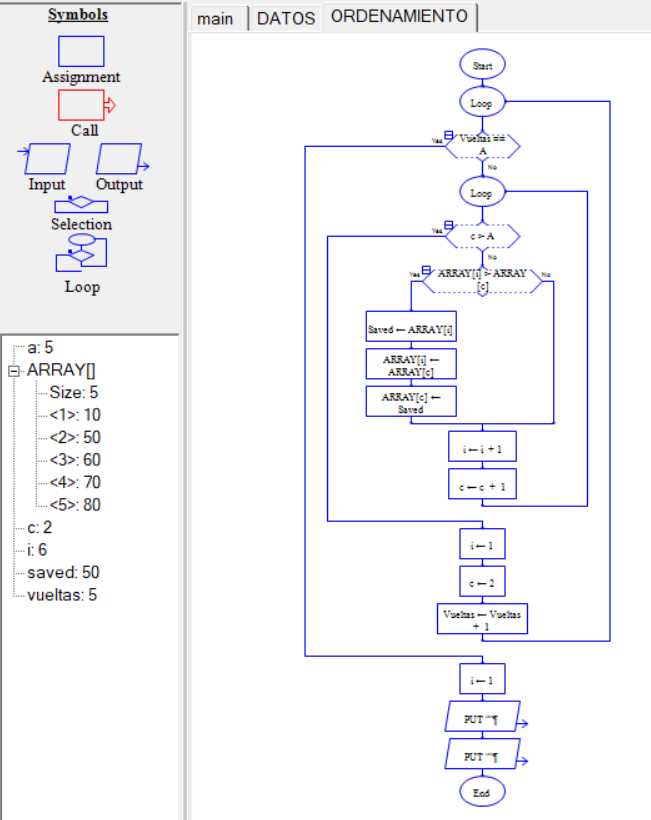 Symbols
Assignment
Call
Input
Output
Selection
Loop
a: 5
ARRAY[]
Size: 5
<1>: 10
<2>: 50
<3>: 60
<4>: 70
<5>: 80
c: 2
i: 6
saved: 50
vueltas: 5
main
DATOS
ORDENAMIENTO
Start
Loop
Yes
Vueltas ==
A
No
Loop
Yes
c > A
No
Yes
ARRAY[i] > ARRAY
[c]
No
Saved ← ARRAY[i]
ARRAY[i] ←
ARRAY[c]
ARRAY[c] ←
Saved
i ← i + 1
c ← c + 1
i ← 1
c ← 2
Vueltas ← Vueltas
+ 1
i ← 1
PUT ""¶
PUT ""¶
End